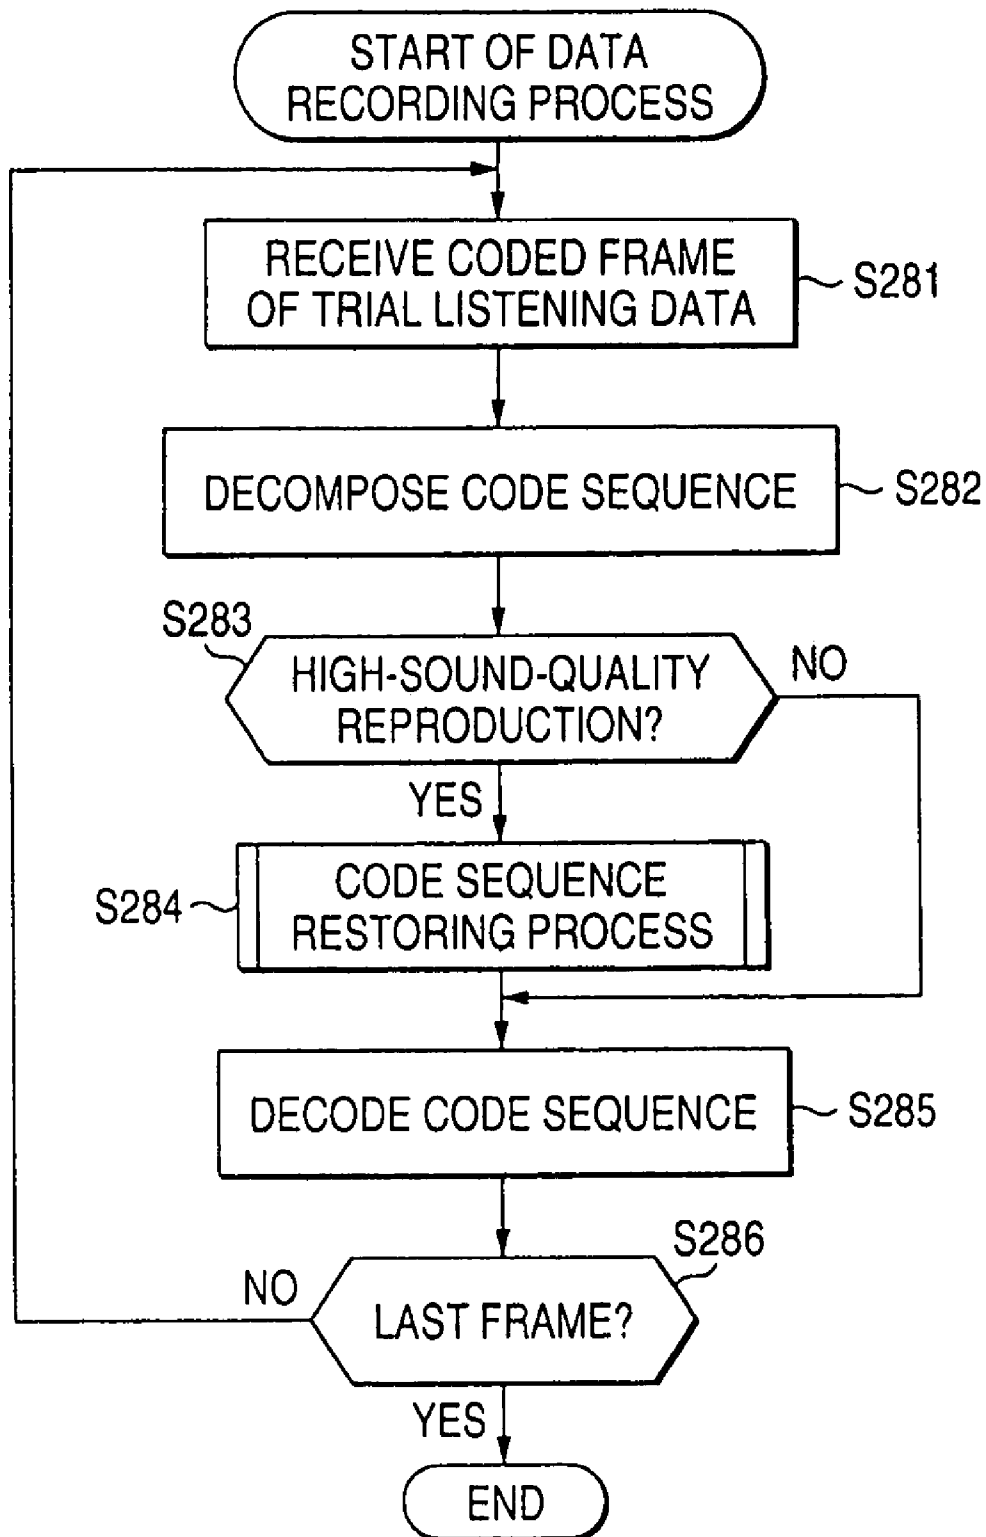 START OF DATA
RECORDING PROCESS
RECEIVE CODED FRAME
OF TRIAL LISTENING DATA
S281
DECOMPOSE CODE SEQUENCE
S282
S283
HIGH-SOUND-QUALITY
REPRODUCTION?
NO
YES
CODE SEQUENCE
RESTORING PROCESS
S284
DECODE CODE SEQUENCE
S285
S286
LAST FRAME?
NO
YES
END